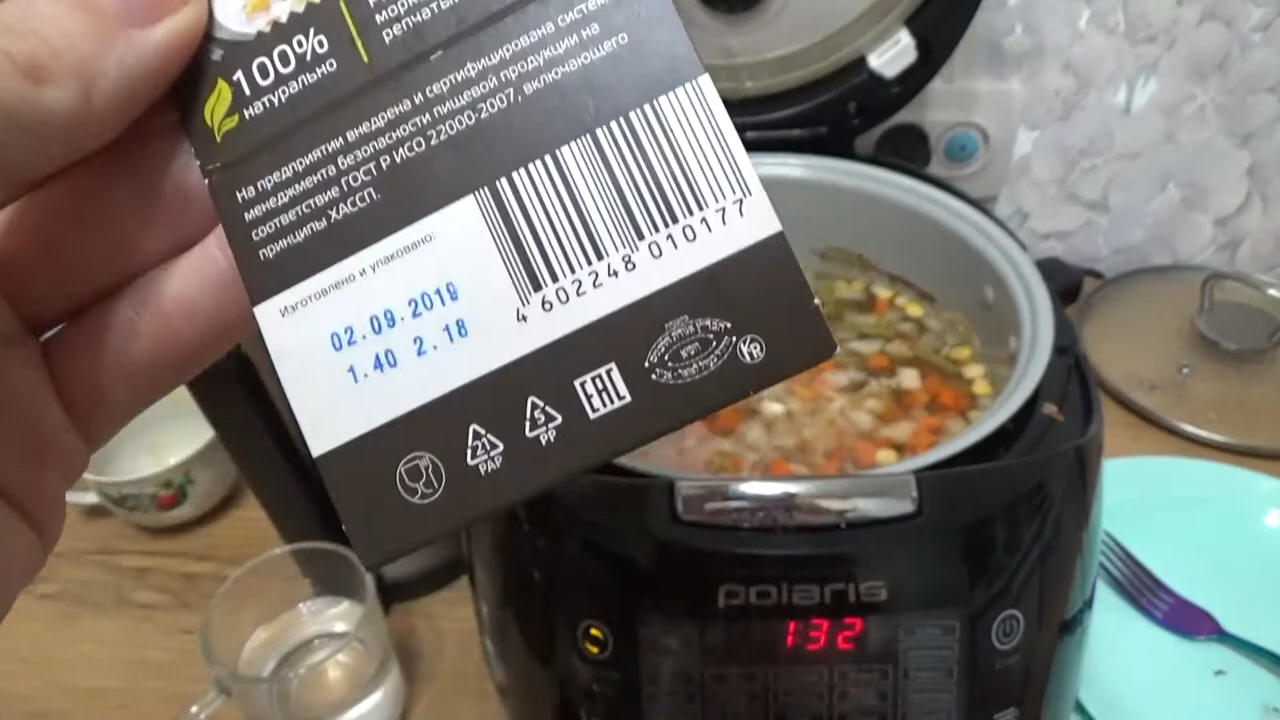 100%
натурально
репчатый
На предприятии внедрена и сертифицирована
менеджмента безопасности пищевой продукции на
соответствие ГОСТ Р ИСО 22000-2007, включающего
принципы ХАССП.
Изготовлено и упаковано:
02.09.2019
1.40 2.18
4 602248 010177
21
PAP
5
PP
EAC
KR
polaris
132